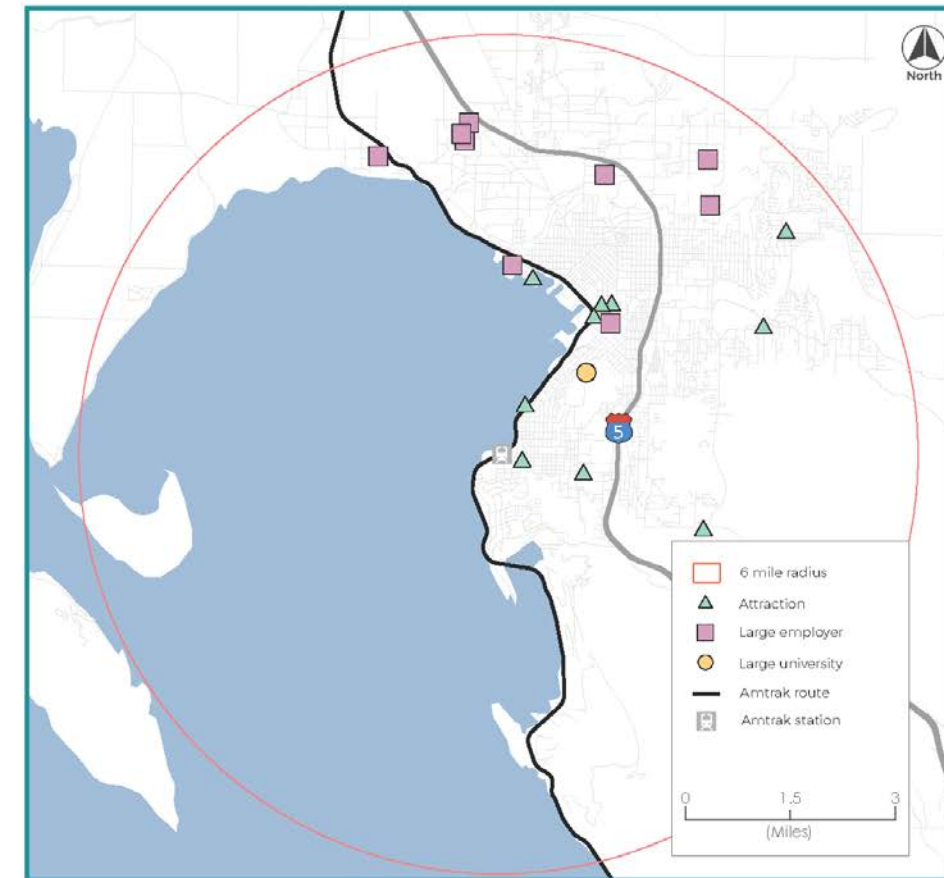 North
5
6 mile radius
Attraction
Large employer
Large university
Amtrak route
Amtrak station
0 1.5 3
(Miles)